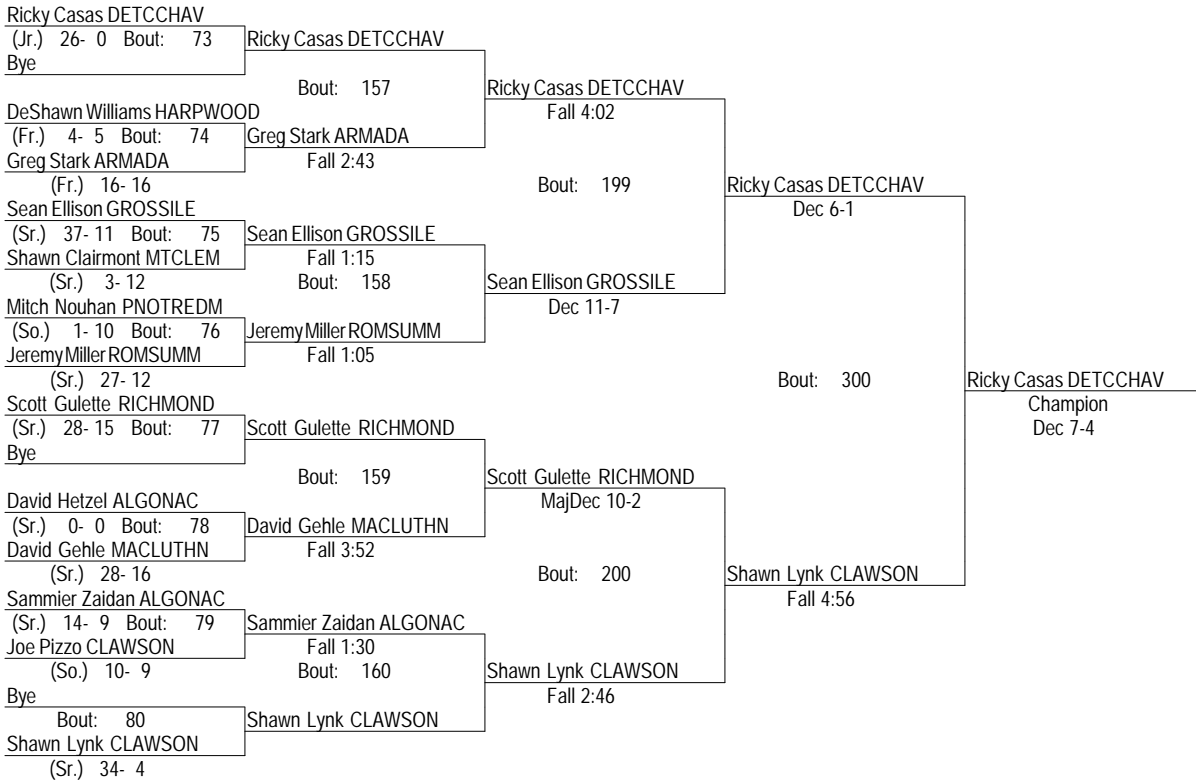 Ricky Casas DETCCHAV
(Jr.) 26- 0 Bout: 73
Ricky Casas DETCCHAV
Bye
Bout: 157
Ricky Casas DETCCHAV
Fall 4:02
DeShawn Williams HARPWOOD
(Fr.) 4- 5 Bout: 74
Greg Stark ARMADA
Greg Stark ARMADA
Fall 2:43
(Fr.) 16- 16
Bout: 199
Ricky Casas DETCCHAV
Dec 6-1
Sean Ellison GROSSILE
(Sr.) 37- 11 Bout: 75
Sean Ellison GROSSILE
Shawn Clairmont MTCLEM
Fall 1:15
(Sr.) 3- 12
Bout: 158
Sean Ellison GROSSILE
Dec 11-7
Mitch Nouhan PNOTREDM
(So.) 1- 10 Bout: 76
Jeremy Miller ROMSUMM
Jeremy Miller ROMSUMM
Fall 1:05
(Sr.) 27- 12
Bout: 300
Ricky Casas DETCCHAV
Champion
Dec 7-4
Scott Gulette RICHMOND
(Sr.) 28- 15 Bout: 77
Scott Gulette RICHMOND
Bye
Bout: 159
Scott Gulette RICHMOND
MajDec 10-2
David Hetzel ALGONAC
(Sr.) 0- 0 Bout: 78
David Gehle MACLUTHN
David Gehle MACLUTHN
Fall 3:52
(Sr.) 28- 16
Bout: 200
Shawn Lynk CLAWSON
Fall 4:56
Sammier Zaidan ALGONAC
(Sr.) 14- 9 Bout: 79
Sammier Zaidan ALGONAC
Joe Pizzo CLAWSON
Fall 1:30
(So.) 10- 9
Bout: 160
Shawn Lynk CLAWSON
Fall 2:46
Bye
Bout: 80
Shawn Lynk CLAWSON
Shawn Lynk CLAWSON
(Sr.) 34- 4